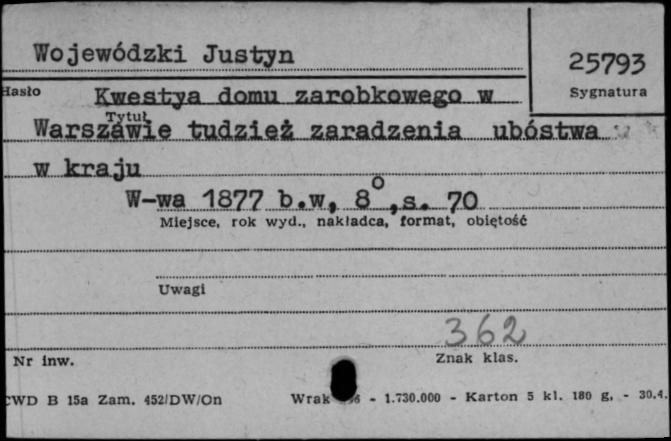 Wojewódzki Justyn
25793
Hasło
Sygnatura
Kwestya domu zarobkowego w
Tytuł
Warszawie tudzież zaradzenia ubóstwa
w kraju
W-wa 1877 b.w, 8°,s. 70
Miejsce, rok wyd., nakładca, format, objętość
Uwagi
362
Nr inw.
Znak klas.
CWD B 15a Zam. 452/DW/On Wrak - 1.730.000 - Karton 5 kl. 180 g. - 30.4.